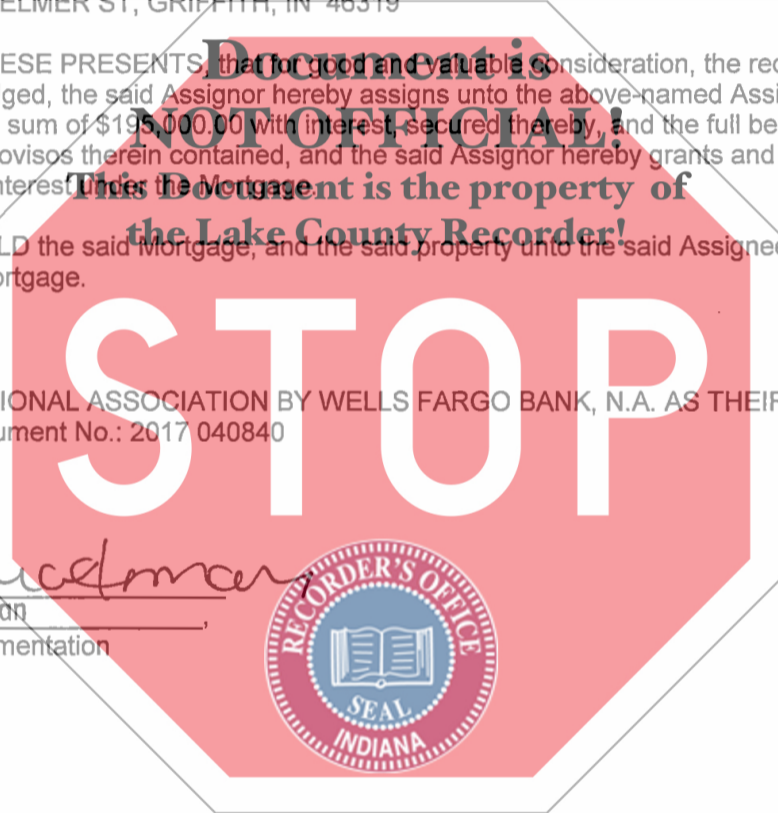 ELMER ST, GRIFFITH, IN 46319
Document is
ESE PRESENTS, that for good and valuable consideration, the rec
ged, the said Assignor hereby assigns unto the above-named Assi
NOT OFFICIAL!
sum of $195,000.00 with interest, secured thereby, and the full be
ovisos therein contained, and the said Assignor hereby grants and
nterest under the Mortgage.
This Document is the property of
the Lake County Recorder!
LD the said Mortgage, and the said property unto the said Assignee
ortgage.
STOP
IONAL ASSOCIATION BY WELLS FARGO BANK, N.A. AS THEIR
ument No.: 2017 040840
an
,
mentation
RECORDER'S OFFICE
SEAL
INDIANA